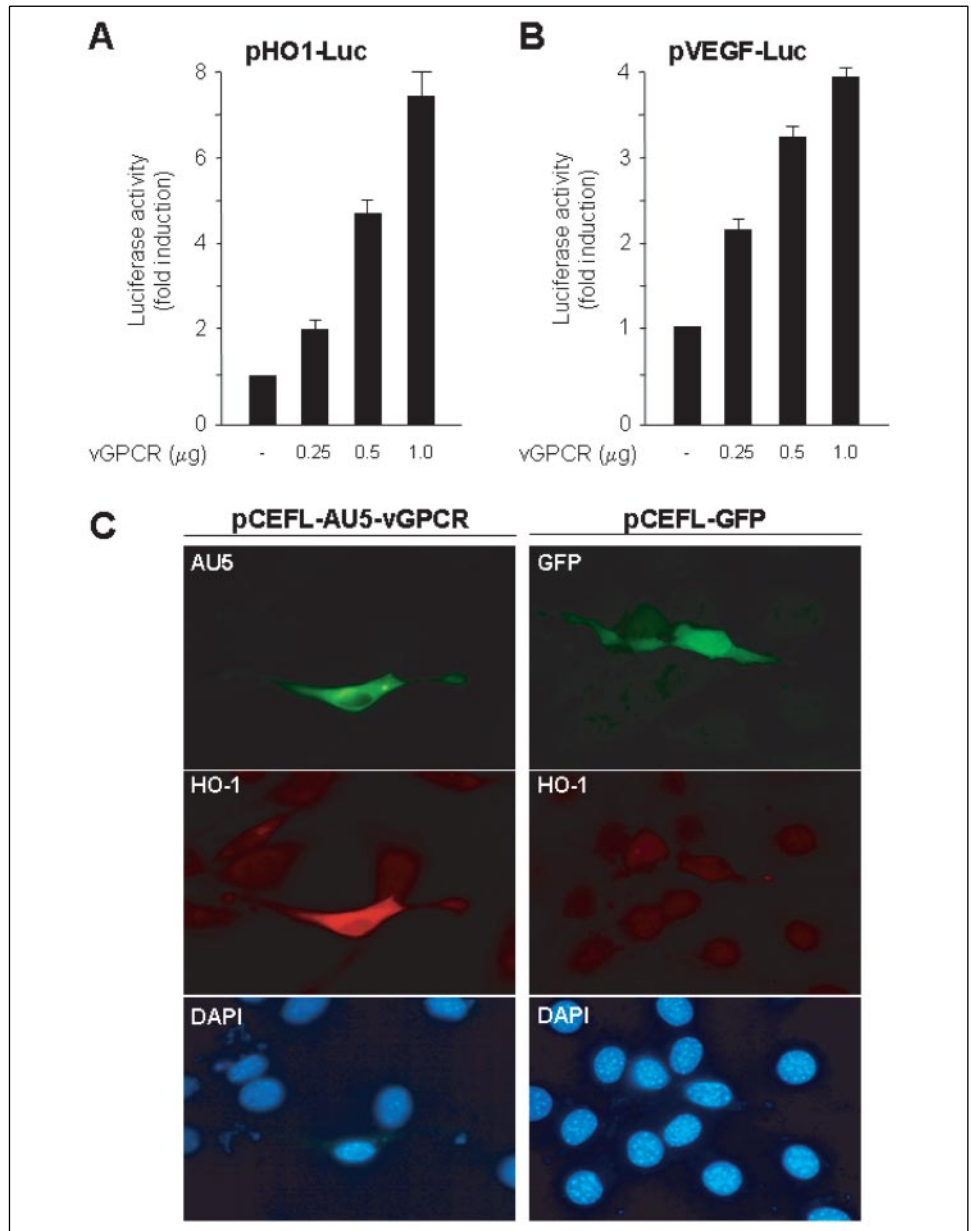 A
pHO1-Luc
8
6
4
2
0
Luciferase activity
(fold induction)
vGPCR (μg)
- 0.25 0.5 1.0
B
pVEGF-Luc
4
3
2
1
0
Luciferase activity
(fold induction)
- 0.25 0.5 1.0
C
pCEFL-AU5-vGPCR
pCEFL-GFP
AU5
GFP
HO-1
HO-1
DAPI
DAPI